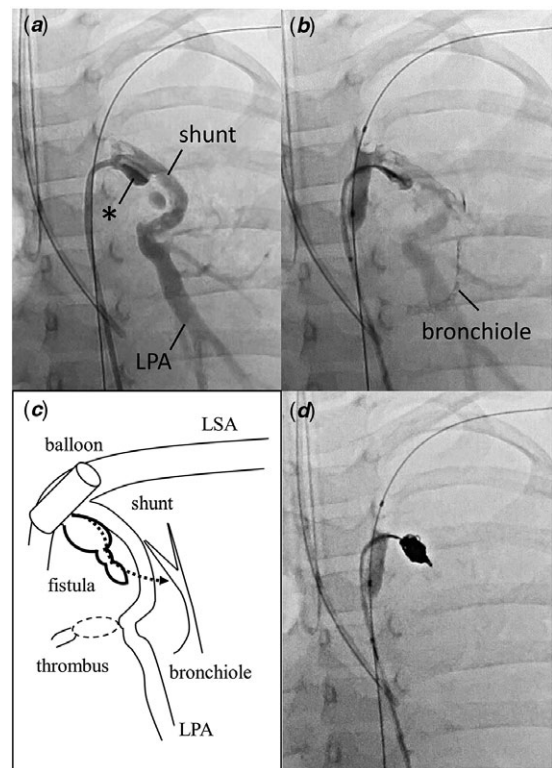 (a)
shunt
*
LPA
(b)
bronchiole
(c)
balloon
LSA
shunt
fistula
thrombus
bronchiole
LPA
(d)